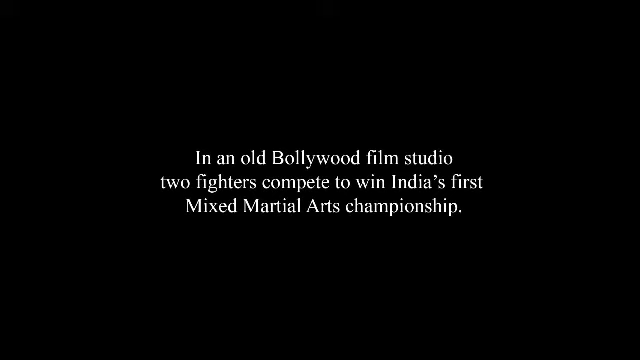 In an old Bollywood film studio
two fighters compete to win India’s first
Mixed Martial Arts championship.